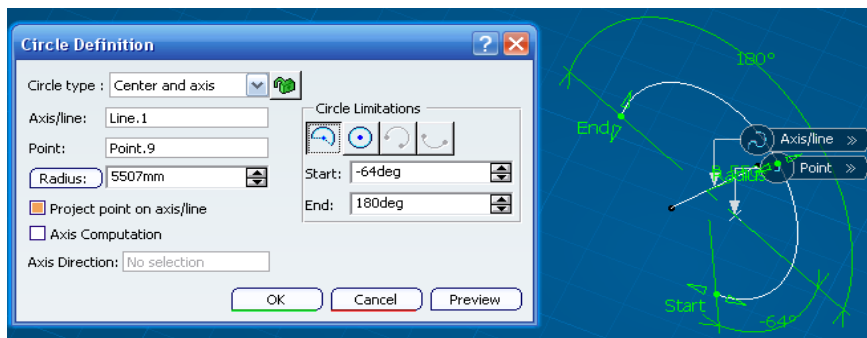 Circle Definition
Circle type : Center and axis
Axis/line: Line.1
Point: Point.9
Radius: 5507mm
Project point on axis/line
Axis Computation
Axis Direction: No selection
Circle Limitations
Start: -64deg
End: 180deg
OK Cancel Preview
180°
End
Axis/line
Radius
Point
Start
-64°